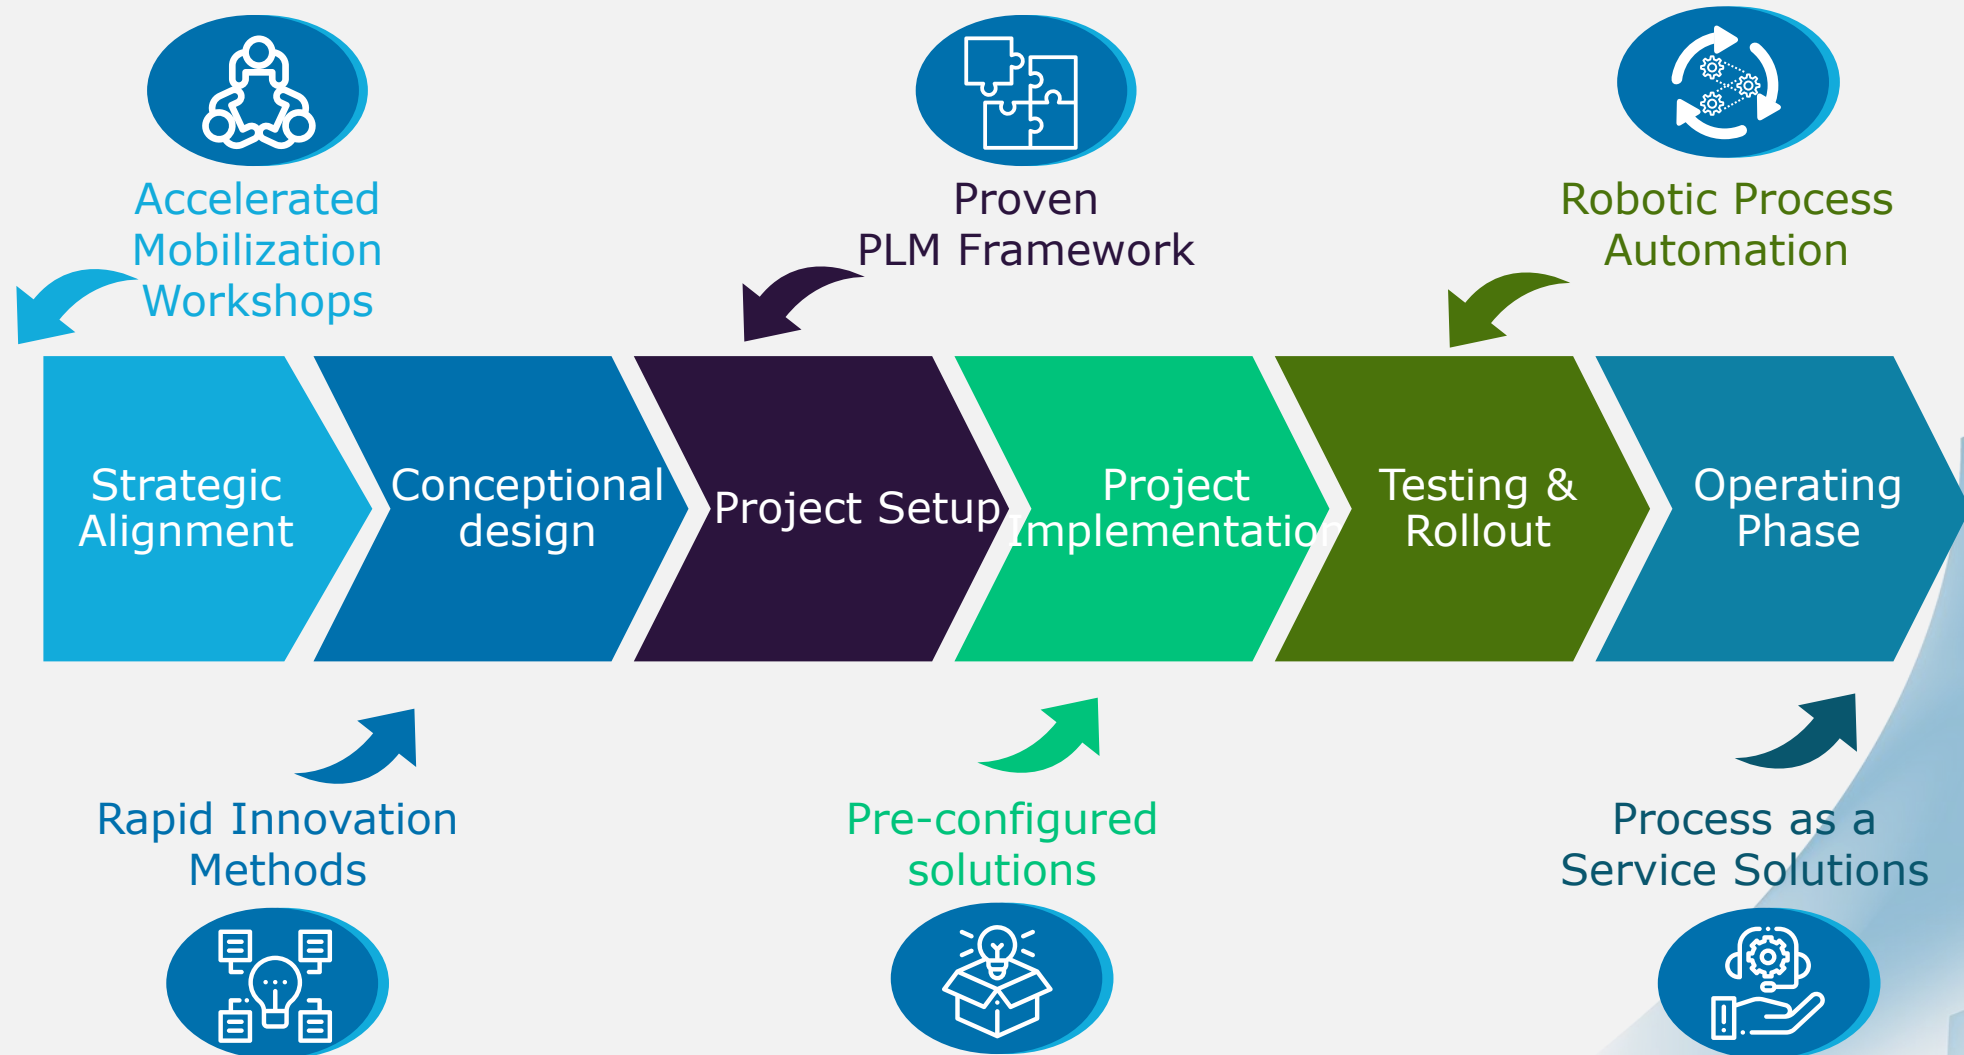 Accelerated
Mobilization
Workshops
Proven
PLM Framework
Robotic Process
Automation
Strategic
Alignment
Conceptional
design
Project Setup
Project
Implementation
Testing &
Rollout
Operating
Phase
Rapid Innovation
Methods
Pre-configured
solutions
Process as a
Service Solutions